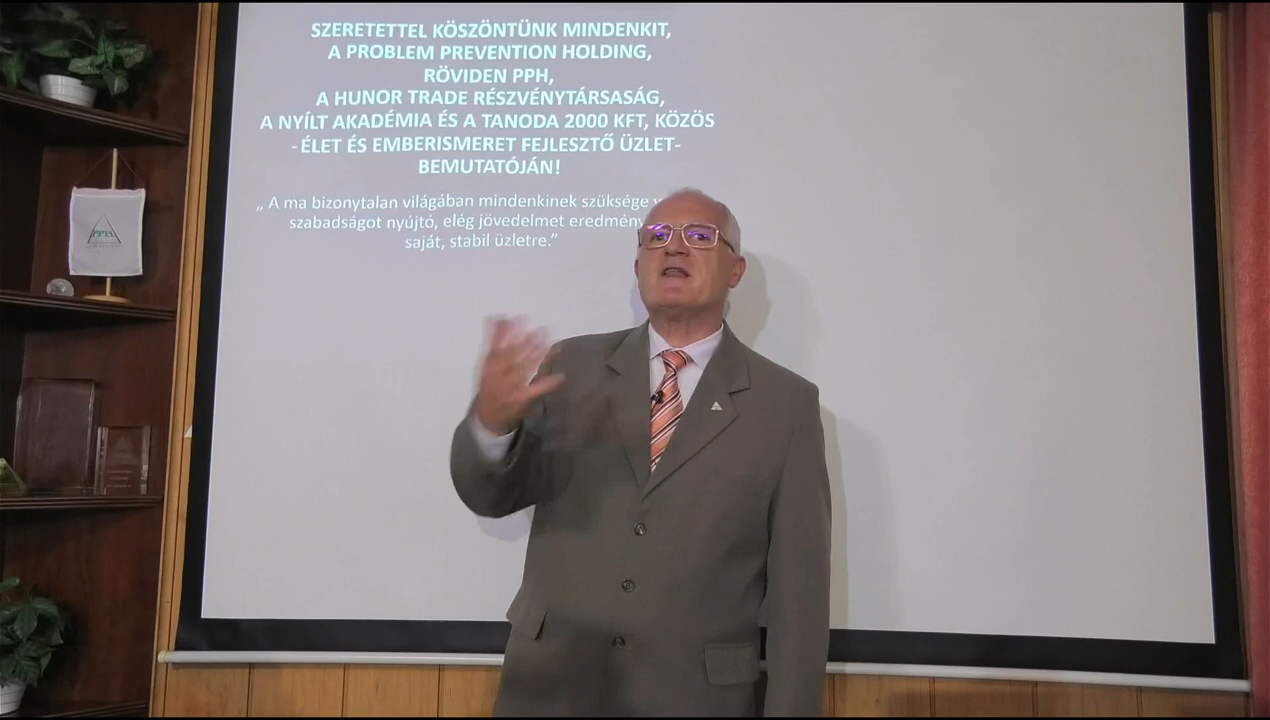 SZERETETTEL KÖSZÖNTÜNK MINDENKIT,
A PROBLEM PREVENTION HOLDING,
RÖVIDEN PPH,
A HUNOR TRADE RÉSZVÉNYTÁRSASÁG,
A NYÍLT AKADÉMIA ÉS A TANODA 2000 KFT, KÖZÖS
- ÉLET ÉS EMBERISMERET FEJLESZTŐ ÜZLET-
BEMUTATÓJÁN!
„ A ma bizonytalan világában mindenkinek szüksége
szabadságot nyújtó, elég jövedelmet
saját, stabil üzletre.”
PPH